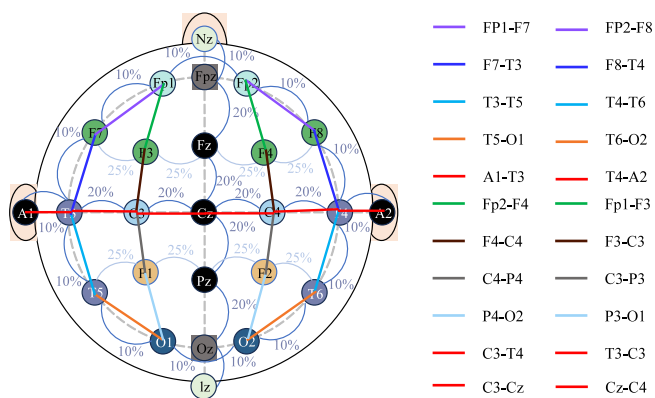 Nz
10% 10%
Fp1 Fpz Fp2
10% 10%
20%
F7 F8
10% 10%
F3 Fz F4
25% 25% 25% 25%
20%
20% 20% 20% 20%
A1 T3 C3 Cz C4 T4 A2
10% 10%
25% 25%
P1 F2
25% 25%
20%
Pz
T5 T6
10% 10%
20%
O1 Oz O2
10% 10%
lz
FP1-F7 FP2-F8
F7-T3 F8-T4
T3-T5 T4-T6
T5-O1 T6-O2
A1-T3 T4-A2
Fp2-F4 Fp1-F3
F4-C4 F3-C3
C4-P4 C3-P3
P4-O2 P3-O1
C3-T4 T3-C3
C3-Cz Cz-C4